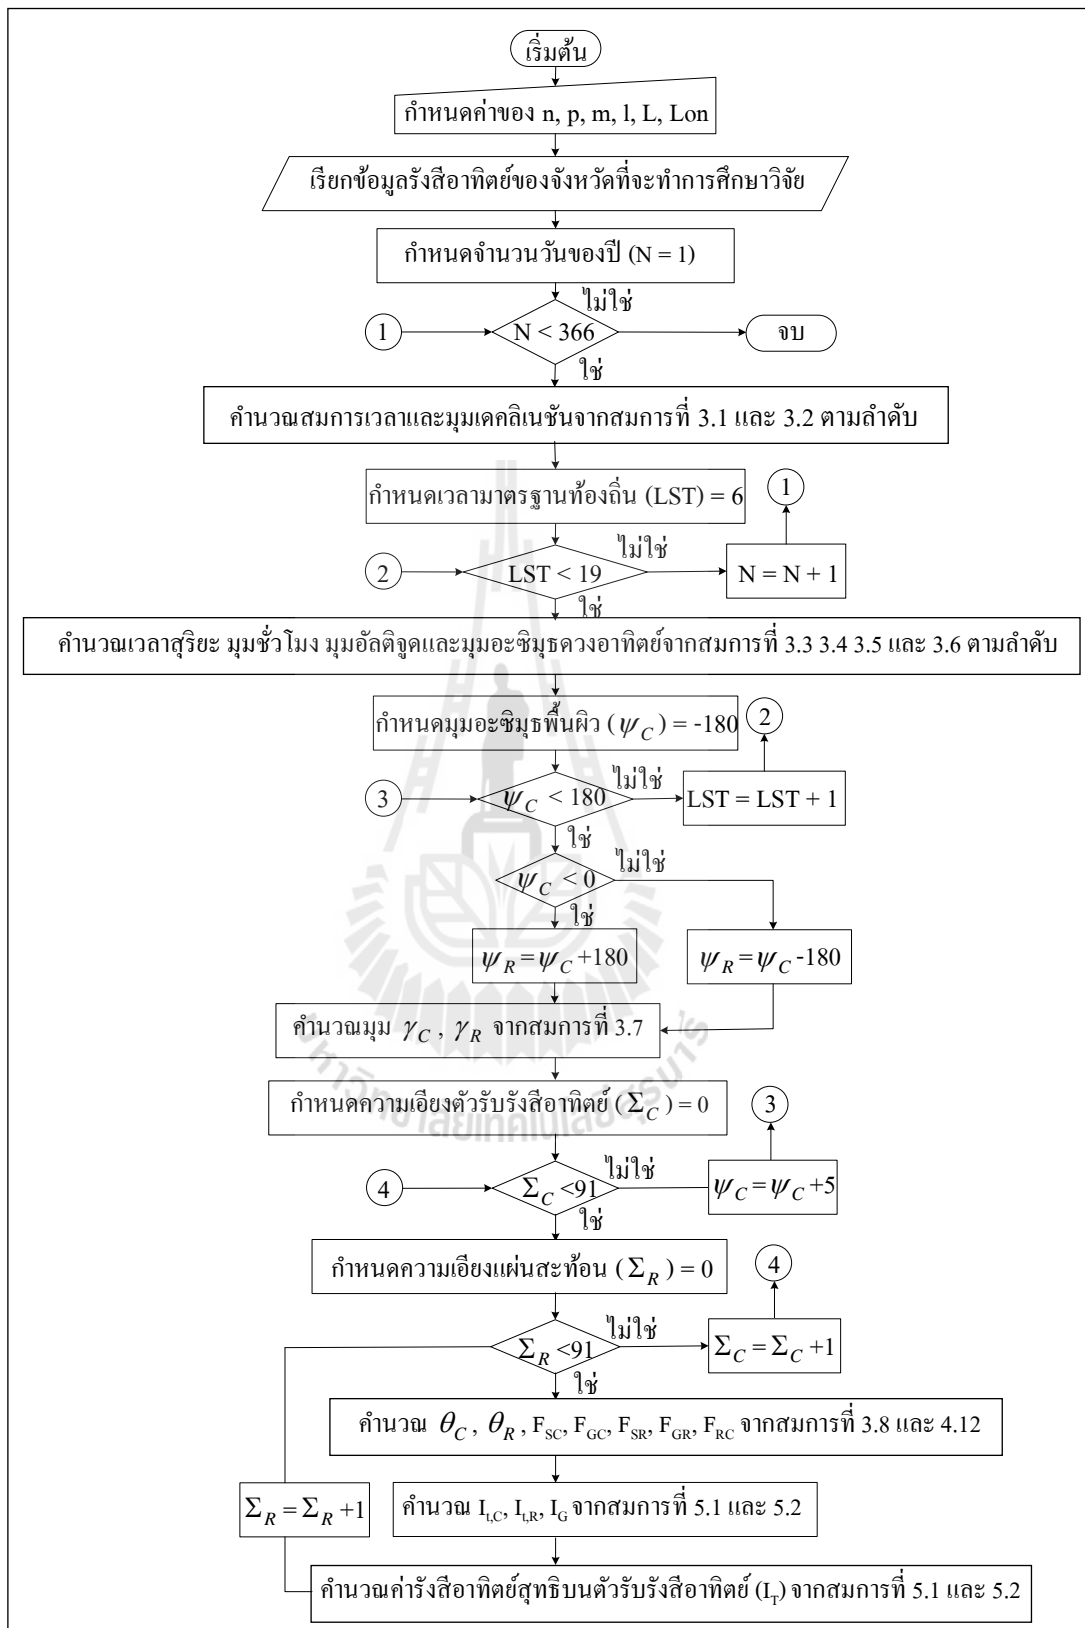 เริ่มต้น
กำหนดค่าของ n, p, m, l, L, Lon
เรียกข้อมูลรังสีอาทิตย์ของจังหวัดที่จะทำการศึกษาวิจัย
กำหนดจำนวนวันของปี (N = 1)
ไม่ใช่
1
N < 366
จบ
ใช่
คำนวณสมการเวลาและมุมเดคลิเนชันจากสมการที่ 3.1 และ 3.2 ตามลำดับ
กำหนดเวลามาตรฐานท้องถิ่น (LST) = 6
1
ไม่ใช่
2
LST < 19
N = N + 1
ใช่
คำนวณเวลาสุริยะ มุมชั่วโมง มุมอัลติจูดและมุมอะซิมุธดวงอาทิตย์จากสมการที่ 3.3 3.4 3.5 และ 3.6 ตามลำดับ
กำหนดมุมอะซิมุธพื้นผิว (ψ_C) = -180
2
ไม่ใช่
3
ψ_C < 180
LST = LST + 1
ใช่
ไม่ใช่
ψ_C < 0
ใช่
ψ_R = ψ_C +180
ψ_R = ψ_C -180
คำนวณมุม γ_C , γ_R จากสมการที่ 3.7
มหาวิทยาลัยเทคโนโลยีสุรนารี
กำหนดความเอียงตัวรับรังสีอาทิตย์ (Σ_C) = 0
3
ไม่ใช่
4
Σ_C <91
ψ_C = ψ_C +5
ใช่
กำหนดความเอียงแผ่นสะท้อน (Σ_R) = 0
4
ไม่ใช่
Σ_R <91
Σ_C = Σ_C +1
ใช่
คำนวณ θ_C , θ_R , F_SC, F_GC, F_SR, F_GR, F_RC จากสมการที่ 3.8 และ 4.12
Σ_R = Σ_R +1
คำนวณ I_t,C, I_t,R, I_G จากสมการที่ 5.1 และ 5.2
คำนวณค่ารังสีอาทิตย์สุทธิบนตัวรับรังสีอาทิตย์ (I_T) จากสมการที่ 5.1 และ 5.2